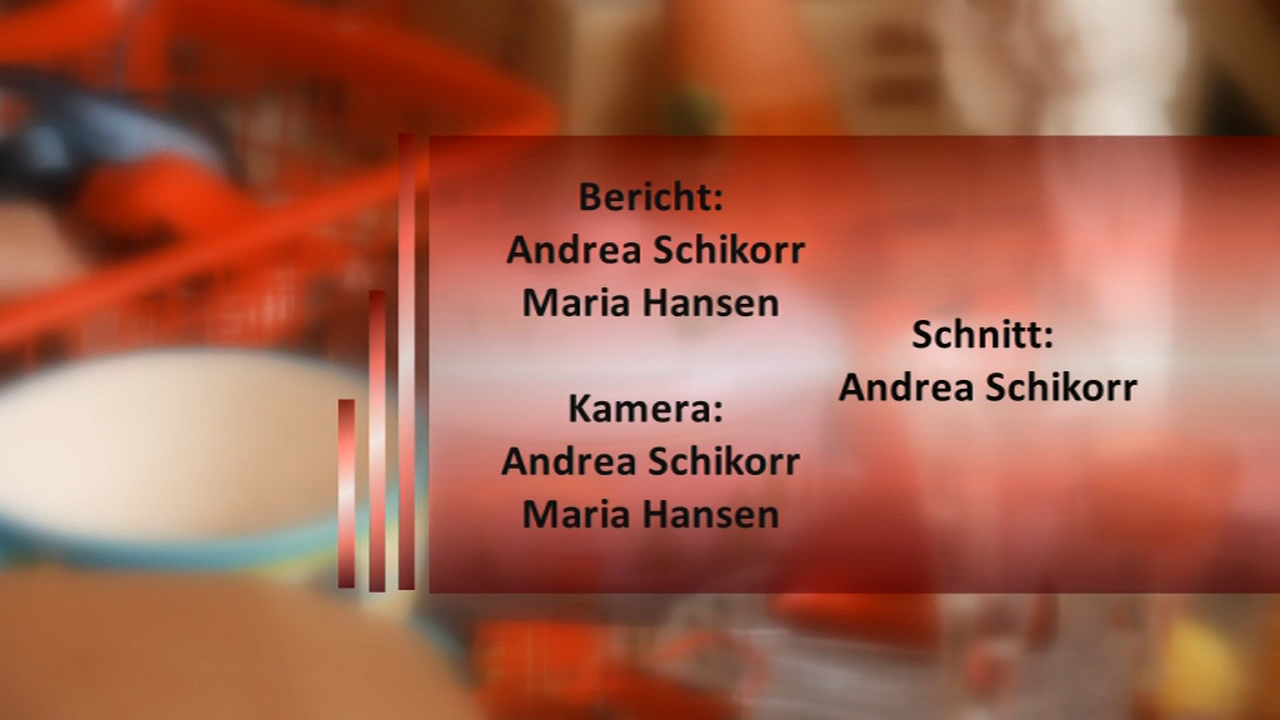 Bericht:
Andrea Schikorr
Maria Hansen
Kamera:
Andrea Schikorr
Maria Hansen
Schnitt:
Andrea Schikorr